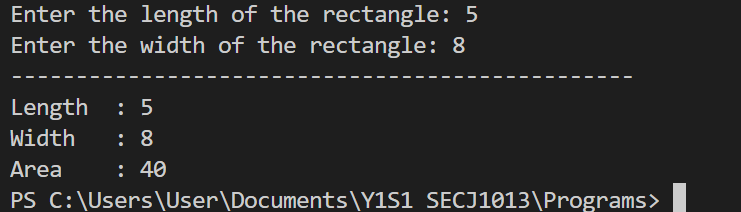 Enter the length of the rectangle: 5
Enter the width of the rectangle: 8
------------------------------------------------
Length  : 5
Width   : 8
Area    : 40
PS C:\Users\User\Documents\Y1S1 SECJ1013\Programs>